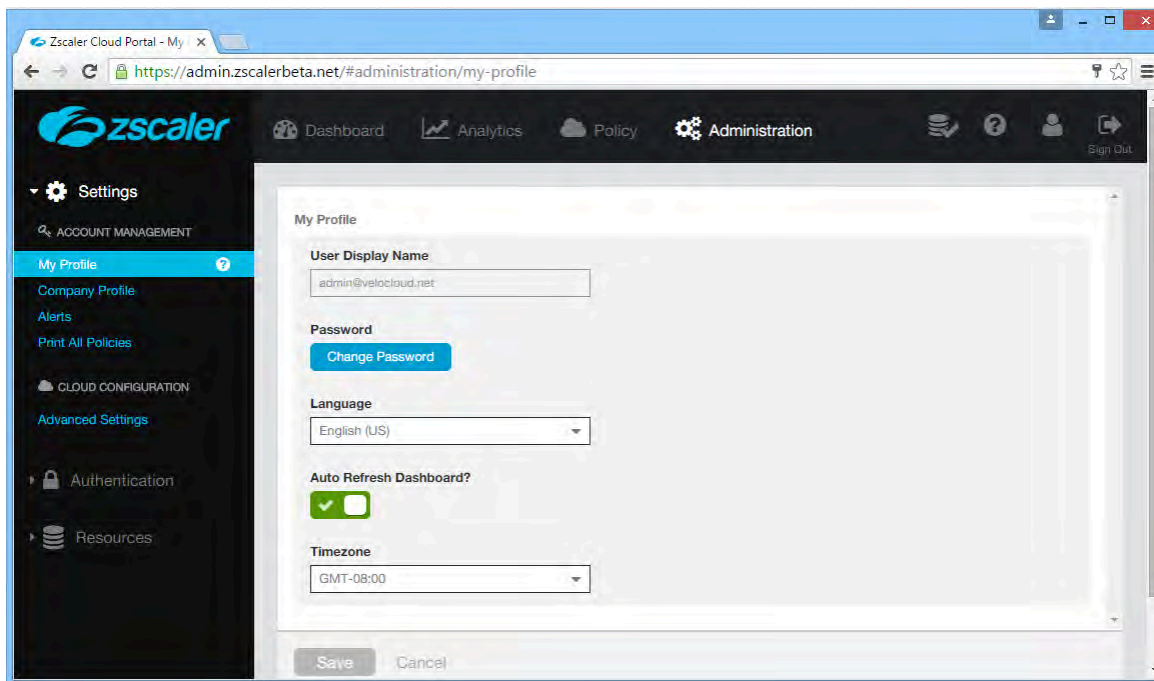 Zscaler Cloud Portal - My
https://admin.zscalerbeta.net/#administration/my-profile
zscaler
Dashboard
Analytics
Policy
Administration
Sign Out
Settings
ACCOUNT MANAGEMENT
My Profile
Company Profile
Alerts
Print All Policies
CLOUD CONFIGURATION
Advanced Settings
Authentication
Resources
My Profile
User Display Name
admin@velocloud.net
Password
Change Password
Language
English (US)
Auto Refresh Dashboard?
Timezone
GMT-08:00
Save
Cancel